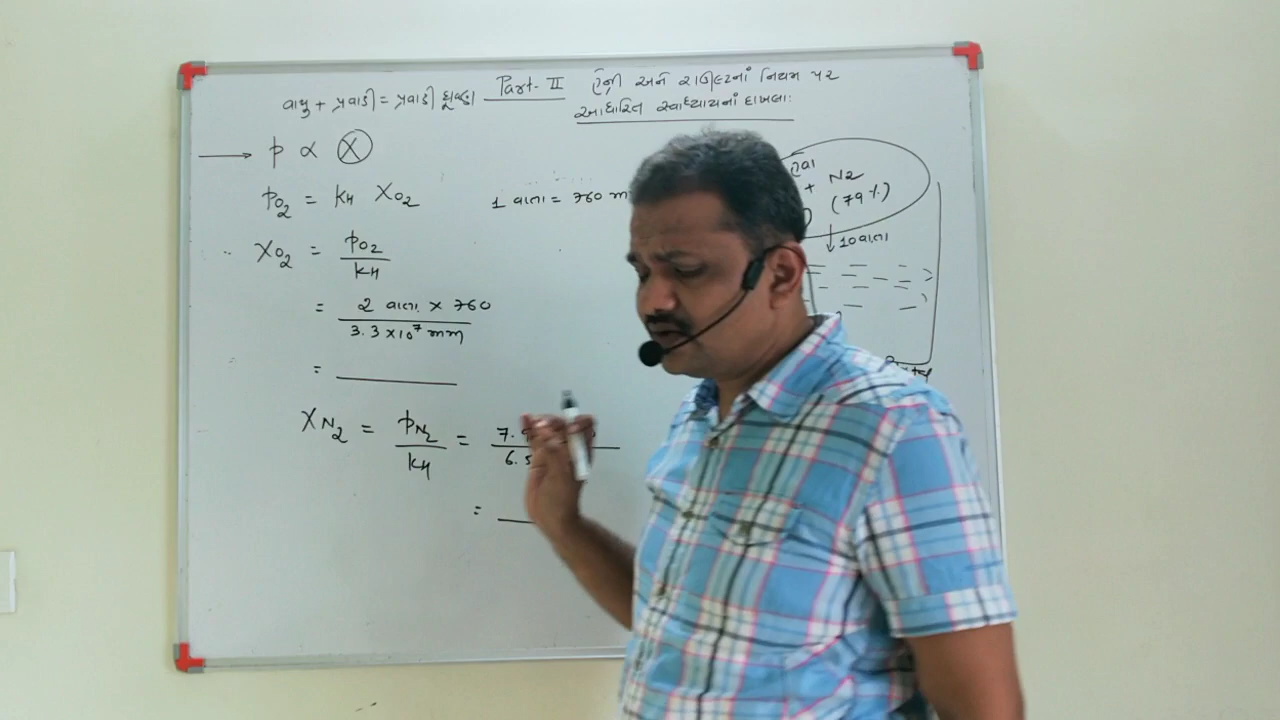 Part-II હેન્રી અને રાઉલ્ટનાં નિયમ પર
વાયુ + પ્રવાહી = પ્રવાહી દ્રાવણ
આધારિત સ્વાધ્યાયનાં દાખલા:
→ p ∝ X
pO₂ = KH XO₂
1 વાતા = 760 m
XO₂ = pO₂ / KH
= 2 વાતા. × 760 / 3.3 × 10⁷ mm
=
XN₂ = pN₂ / KH = 7. / 6.5
=
હવા
+ N2
(79%)
↓ 10 વાતા